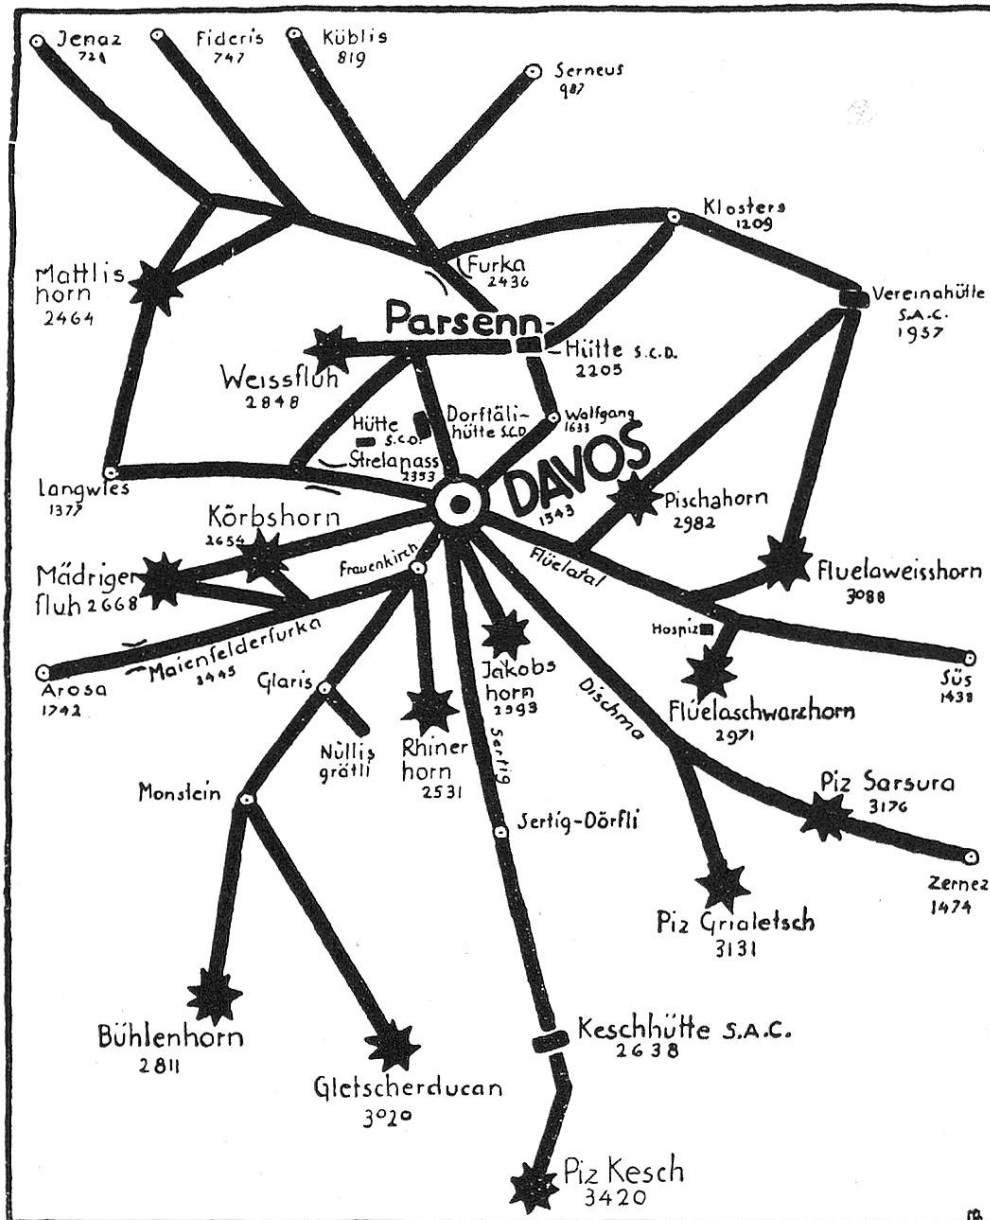 Jenaz
721
Fideris
747
Küblis
819
Serneus
987
Klosters
1209
Furka
2436
Mattlis
horn
2464
Vereinahütte
S.A.C.
1957
Parsenn-
Hütte S.C.D.
2205
Weissfluh
2848
Hütte
S.C.D.
Dorftäli-
hütte S.C.D
Wolfgang
1633
Strelapass
2353
DAVOS
1543
Langwies
1377
Körbshorn
2654
Pischahorn
2982
Frauenkirch
Flüelatal
Mädriger
fluh 2668
Flüelaweisshorn
3088
Hospiz
Maienfelderfurka
2445
Arosa
1742
Glaris
Jakobs
horn
2593
Süs
1438
Dischma
Flüelaschwarzhorn
2971
Nüllis
grätli
Rhiner
horn
2531
Sertig
Monstein
Sertig-Dörfli
Piz Sarsura
3176
Zernez
1474
Piz Grialetsch
3131
Bühlenhorn
2811
Keschhütte S.A.C.
2638
Gletscherducan
3020
Piz Kesch
3420